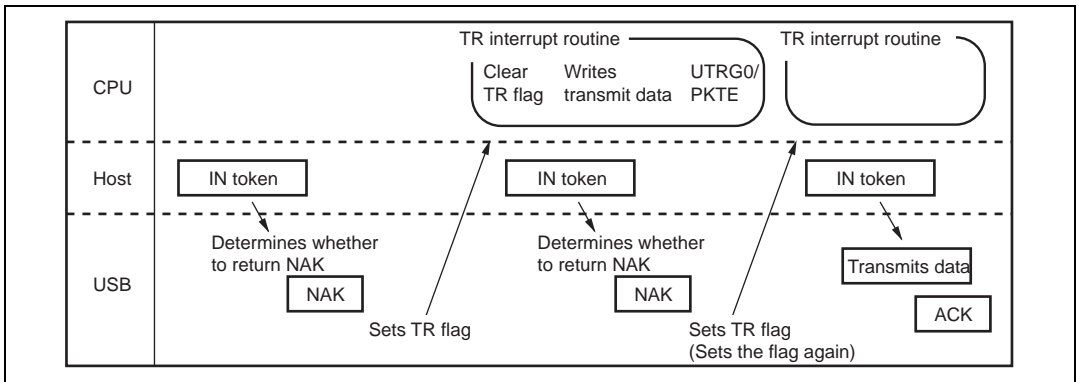 TR interrupt routine
TR interrupt routine
Clear Writes UTRG0/
TR flag transmit data PKTE
CPU
Host
IN token
IN token
IN token
Determines whether
to return NAK
Determines whether
to return NAK
Transmits data
USB
NAK
NAK
ACK
Sets TR flag
Sets TR flag
(Sets the flag again)